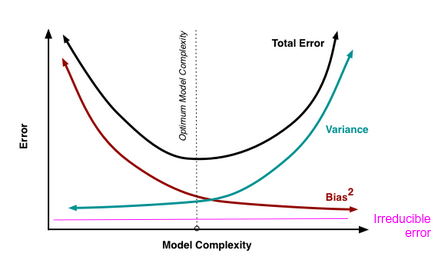 Optimum Model Complexity
Total Error
Error
Variance
Bias²
Irreducible
error
Model Complexity